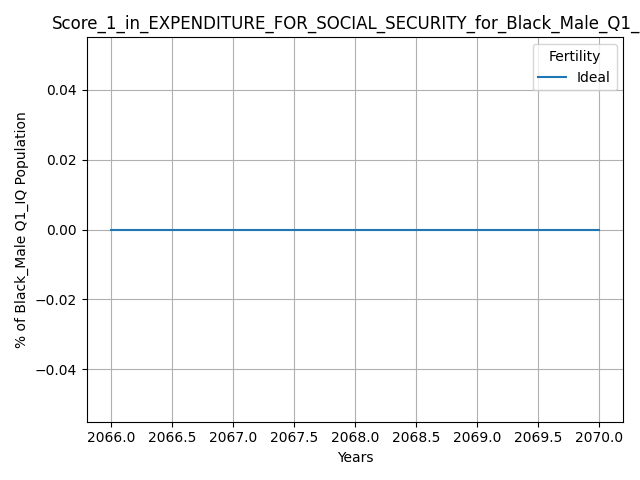 Score_1_in_EXPENDITURE_FOR_SOCIAL_SECURITY_for_Black_Male_Q1_
Fertility
Ideal
0.04
0.02
0.00
−0.02
−0.04
% of Black_Male Q1_IQ Population
2066.0 2066.5 2067.0 2067.5 2068.0 2068.5 2069.0 2069.5 2070.0
Years